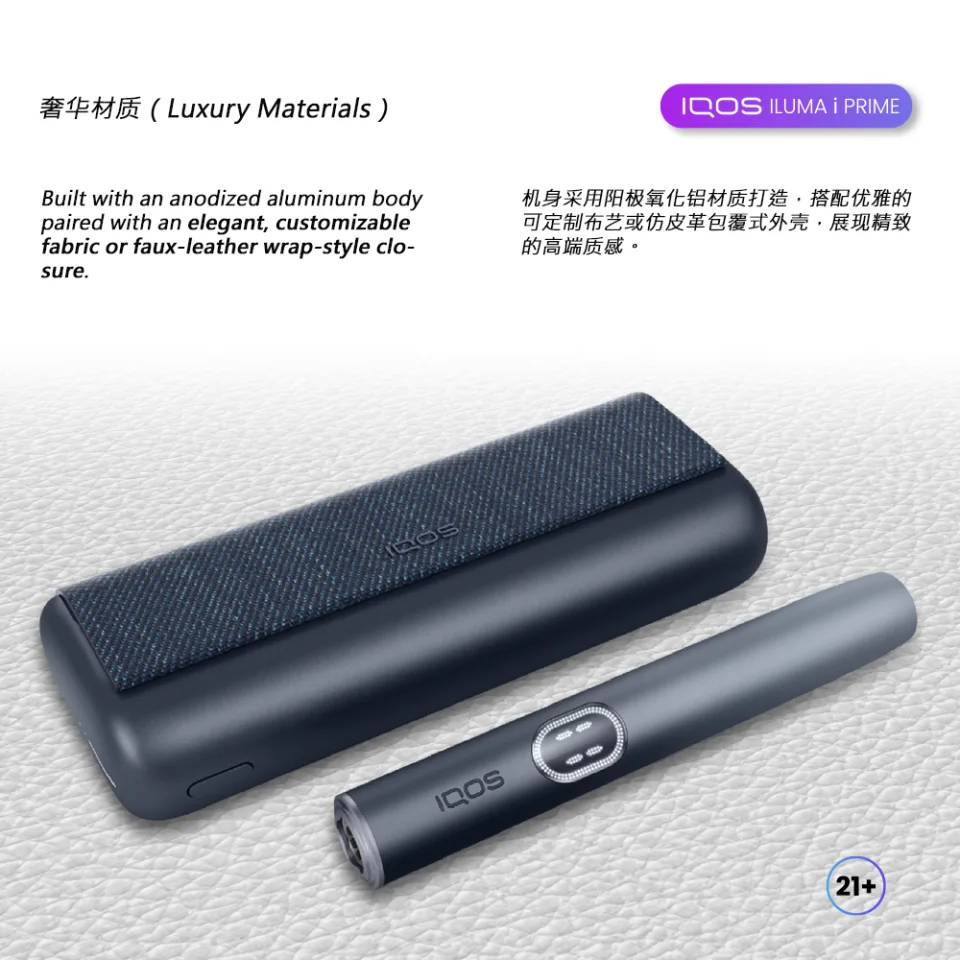 奢华材质 ( Luxury Materials )
IQOS ILUMA i PRIME
Built with an anodized aluminum body
paired with an elegant, customizable
fabric or faux-leather wrap-style clo-
sure.
机身采用阳极氧化铝材质打造，搭配优雅的
可定制布艺或仿皮革包覆式外壳，展现精致
的高端质感。
IQOS
IQOS
21+